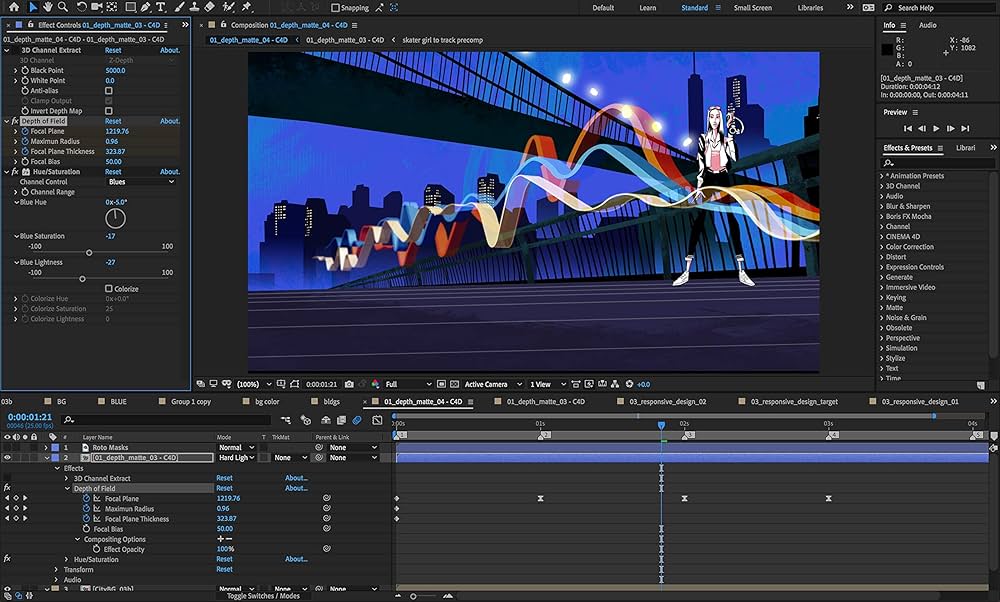 Snapping
Default
Learn
Standard
Small Screen
Libraries
Search Help
Effect Controls 01_depth_matte_03 - C4D
01_depth_matte_04 - C4D · 01_depth_matte_03 - C4D
3D Channel Extract Reset About.
3D Channel Z-Depth
Black Point 5000.0
White Point 0.0
Anti-alias
Clamp Output
Invert Depth Map
fx Depth of Field Reset About.
Focal Plane 1219.76
Maximun Radius 0.96
Focal Plane Thickness 323.87
Focal Bias 50.00
fx Hue/Saturation Reset About.
Channel Control Blues
Channel Range
Blue Hue 0x-5.0°
Blue Saturation -17
-100 100
Blue Lightness -27
-100 100
Colorize
Colorize Hue 0x+0.0°
Colorize Saturation 25
Colorize Lightness 0
Composition 01_depth_matte_04 - C4D
01_depth_matte_04 - C4D 01_depth_matte_03 - C4D skater girl to track precomp
(100%) 0:00:01:21 Full Active Camera 1 View +0.0
Info Audio
R: X: -86
G: Y: 1082
B:
A: 0
[01_depth_matte_03 - C4D]
Duration: 0:00:04:12
In: 0:00:00:00, Out: 0:00:04:11
Preview
Effects & Presets Librari
* Animation Presets
3D Channel
Audio
Blur & Sharpen
Boris FX Mocha
Channel
CINEMA 4D
Color Correction
Distort
Expression Controls
Generate
Immersive Video
Keying
Matte
Noise & Grain
Obsolete
Perspective
Simulation
Stylize
Text
Time
03b BG BLUE Group 1 copy bg color bldgs 01_depth_matte_04 - C4D 01_depth_matte_03 - C4D 03_responsive_design_02 03_responsive_design_target 03_responsive_design_01
0:00:01:21
00046 (25.00 fps)
# Layer Name Mode T TrkMat Parent & Link
:00s 01s 02s 03s 04s
1 Roto Masks Normal None
2 [01_depth_matte_03 - C4D] Hard Ligh None None
Effects
3D Channel Extract Reset About...
fx Depth of Field Reset About...
Focal Plane 1219.76
Maximun Radius 0.96
Focal Plane Thickness 323.87
Focal Bias 50.00
Compositing Options + −
Effect Opacity 100%
fx Hue/Saturation Reset About...
Transform Reset
Audio
3 [CityBG_03b] Normal None None
Toggle Switches / Modes